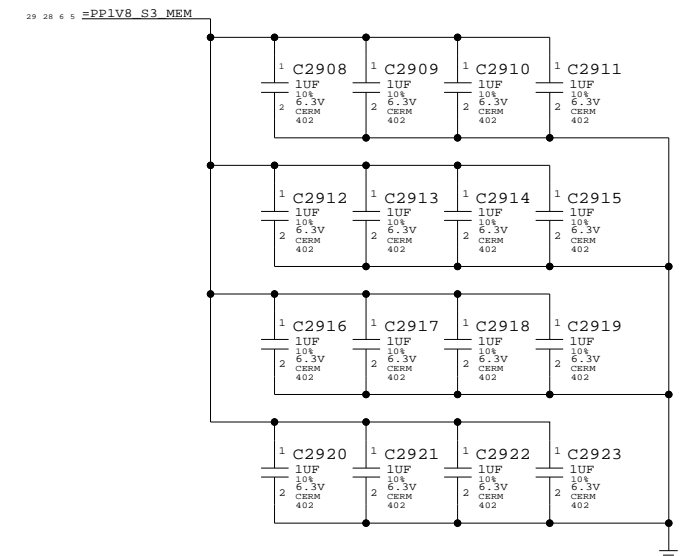 29 28 6 5 =PP1V8_S3_MEM
1 C2908 1UF 10% 6.3V CERM 402 2
1 C2909 1UF 10% 6.3V CERM 402 2
1 C2910 1UF 10% 6.3V CERM 402 2
1 C2911 1UF 10% 6.3V CERM 402 2
1 C2912 1UF 10% 6.3V CERM 402 2
1 C2913 1UF 10% 6.3V CERM 402 2
1 C2914 1UF 10% 6.3V CERM 402 2
1 C2915 1UF 10% 6.3V CERM 402 2
1 C2916 1UF 10% 6.3V CERM 402 2
1 C2917 1UF 10% 6.3V CERM 402 2
1 C2918 1UF 10% 6.3V CERM 402 2
1 C2919 1UF 10% 6.3V CERM 402 2
1 C2920 1UF 10% 6.3V CERM 402 2
1 C2921 1UF 10% 6.3V CERM 402 2
1 C2922 1UF 10% 6.3V CERM 402 2
1 C2923 1UF 10% 6.3V CERM 402 2